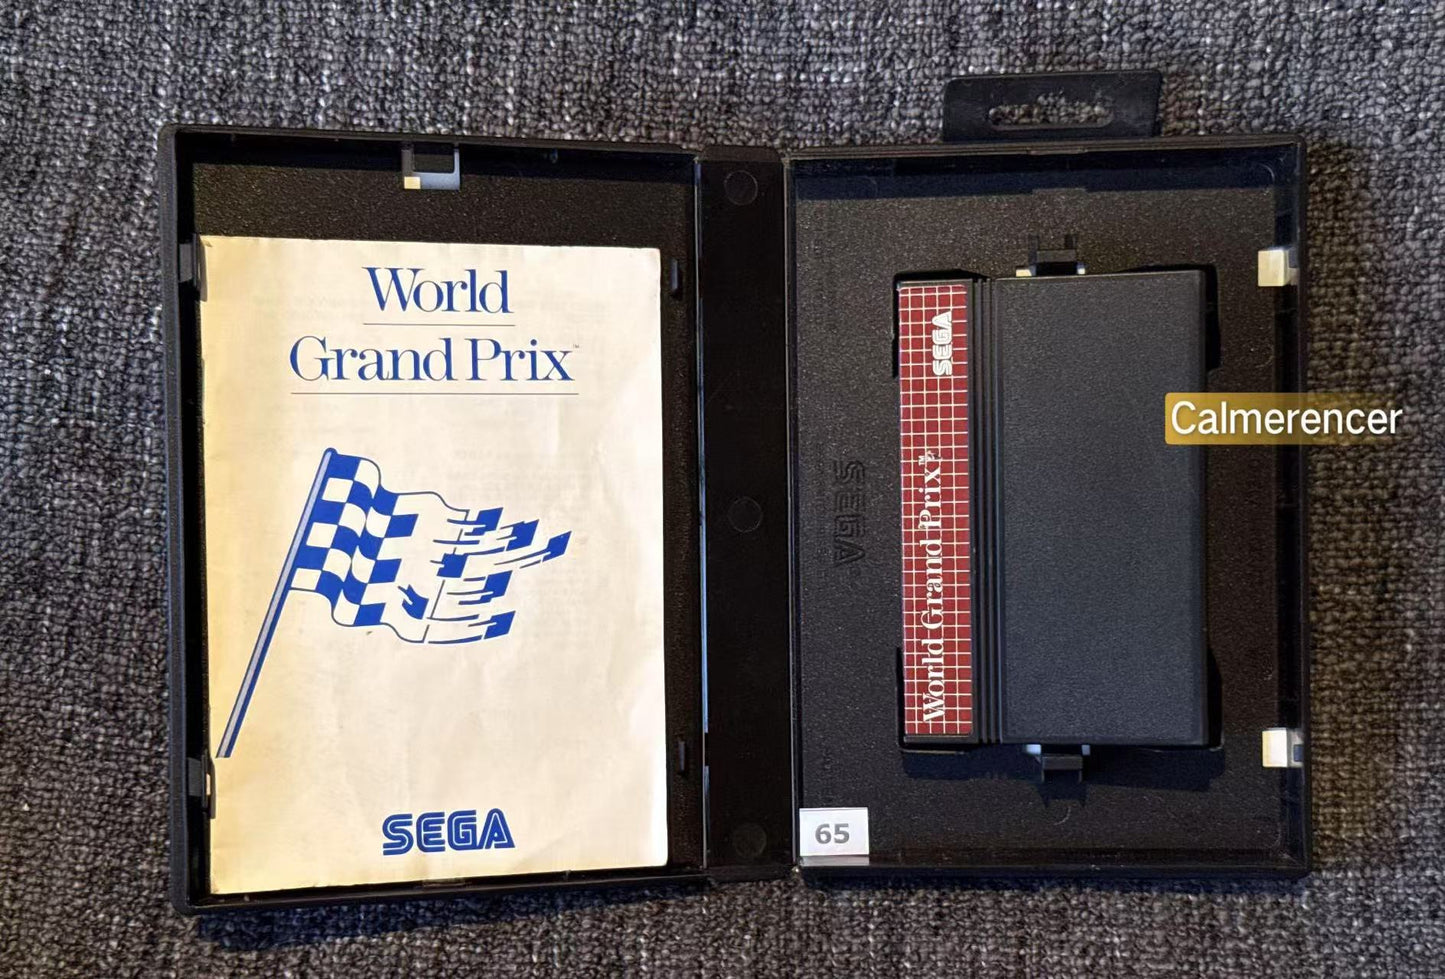 World
Grand Prix™
SEGA
SEGA
World Grand Prix™
SEGA
65
Calmerencer